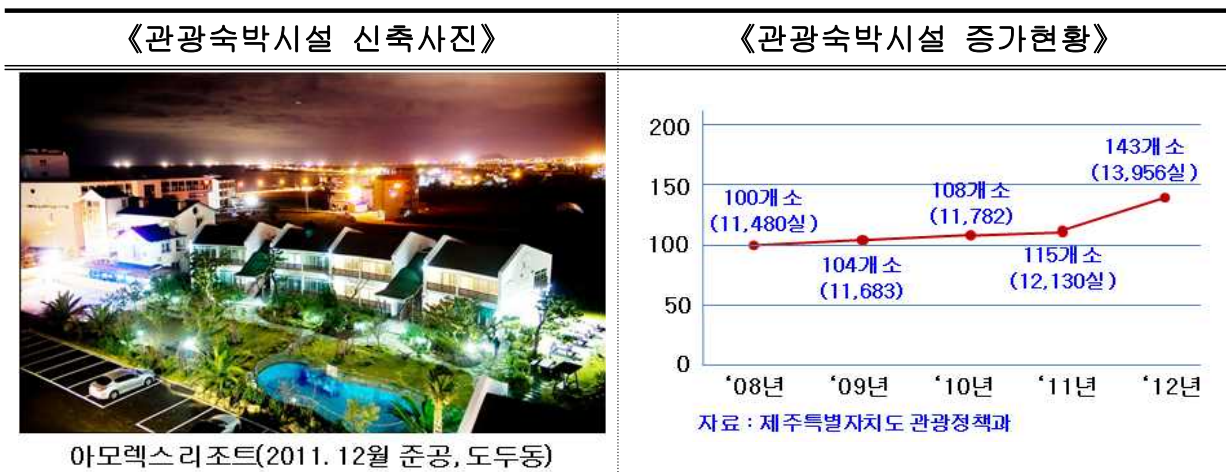 《관광숙박시설 신축사진》
《관광숙박시설 증가현황》
아모렉스리조트(2011. 12월 준공, 도두동)
200
150
100
50
0
100개소
(11,480실)
104개소
(11,683)
108개소
(11,782)
115개소
(12,130실)
143개소
(13,956실)
‘08년 ‘09년 ‘10년 ‘11년 ‘12년
자료 : 제주특별자치도 관광정책과